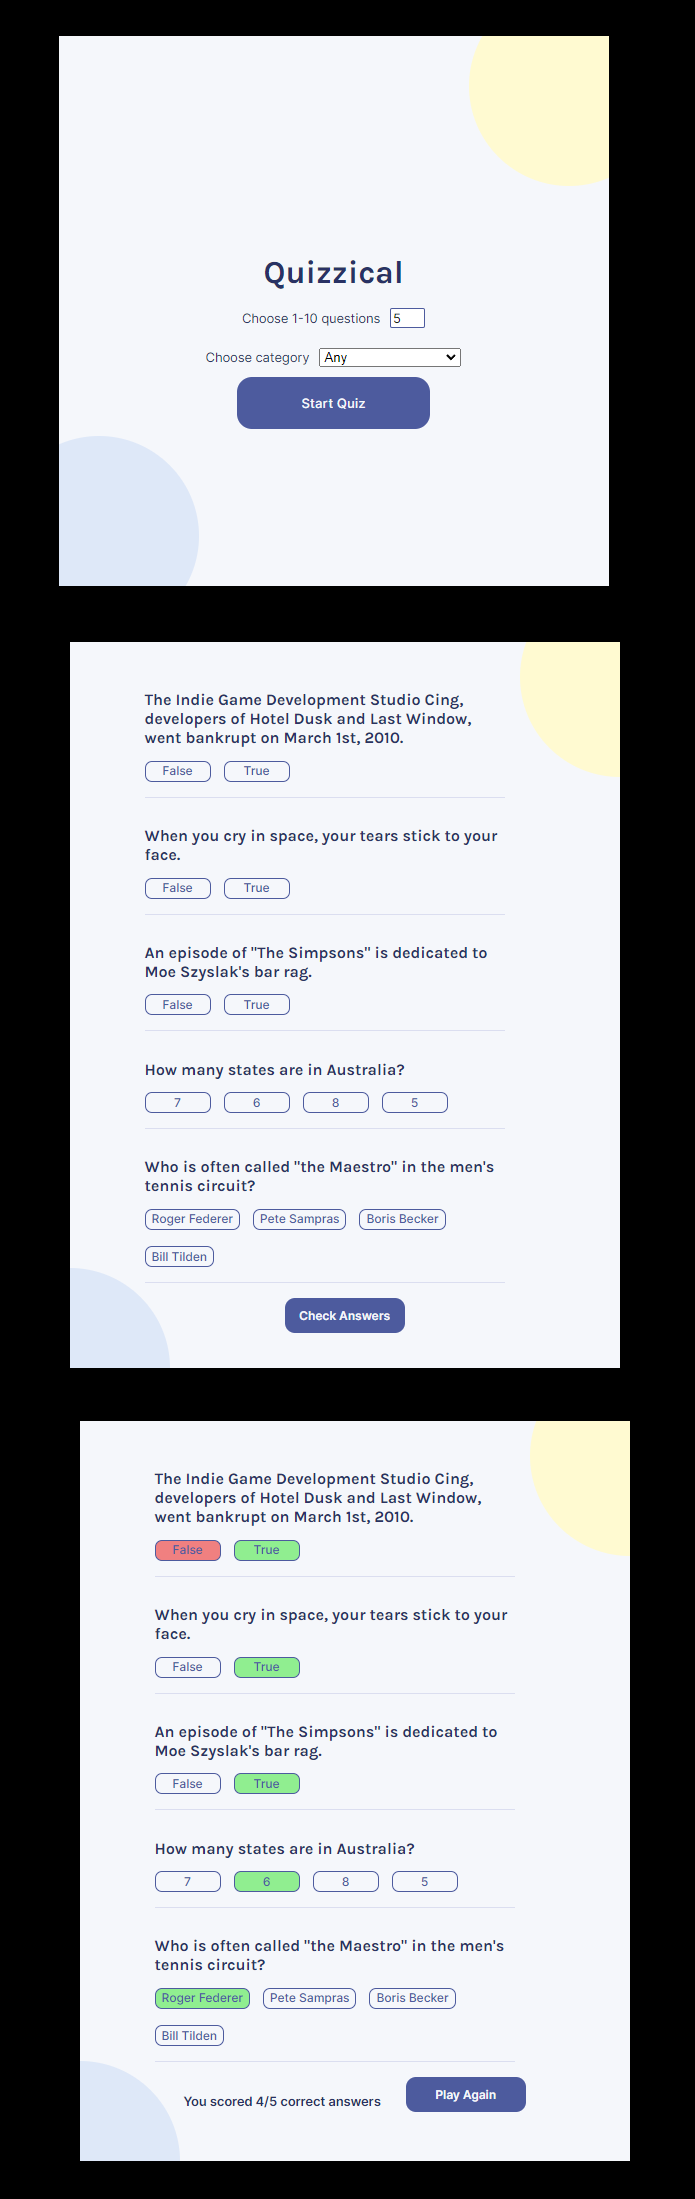 Quizzical
Choose 1-10 questions 5
Choose category Any
Start Quiz
The Indie Game Development Studio Cing,
developers of Hotel Dusk and Last Window,
went bankrupt on March 1st, 2010.
False True
When you cry in space, your tears stick to your
face.
False True
An episode of "The Simpsons" is dedicated to
Moe Szyslak's bar rag.
False True
How many states are in Australia?
7 6 8 5
Who is often called "the Maestro" in the men's
tennis circuit?
Roger Federer Pete Sampras Boris Becker
Bill Tilden
Check Answers
The Indie Game Development Studio Cing,
developers of Hotel Dusk and Last Window,
went bankrupt on March 1st, 2010.
False True
When you cry in space, your tears stick to your
face.
False True
An episode of "The Simpsons" is dedicated to
Moe Szyslak's bar rag.
False True
How many states are in Australia?
7 6 8 5
Who is often called "the Maestro" in the men's
tennis circuit?
Roger Federer Pete Sampras Boris Becker
Bill Tilden
You scored 4/5 correct answers Play Again